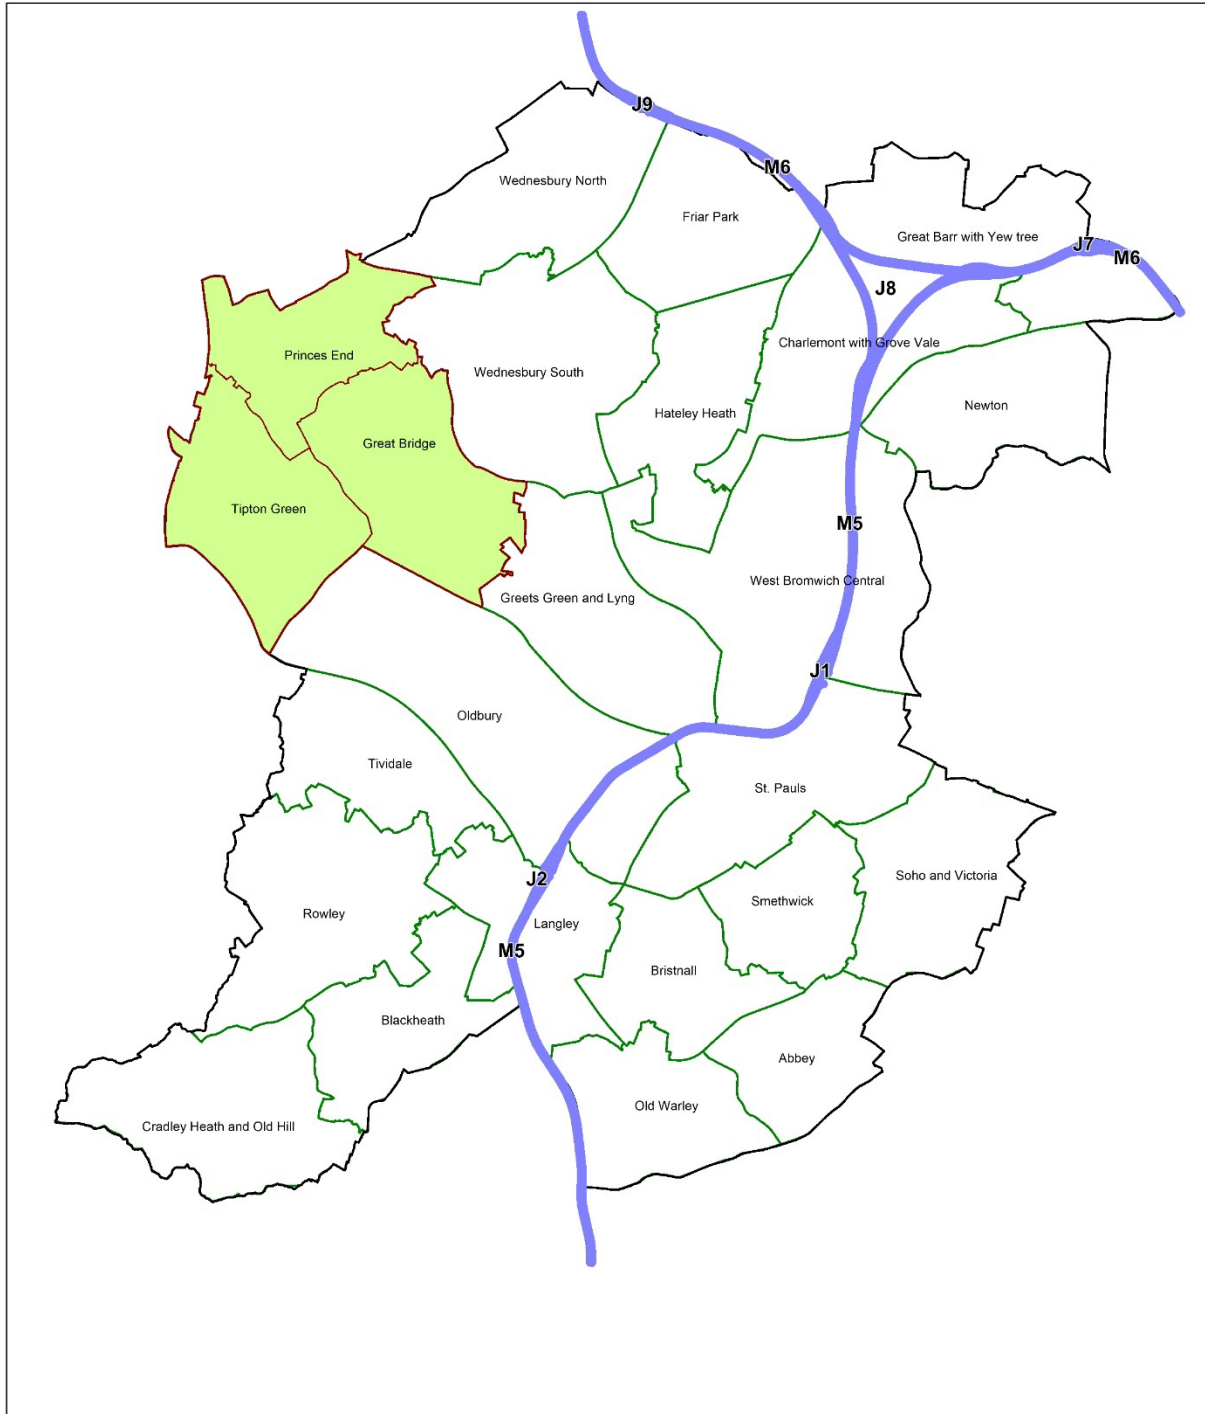 J9
M6
Wednesbury North
Friar Park
Great Barr with Yew tree
J7
M6
J8
Princes End
Charlemont with Grove Vale
Wednesbury South
Newton
Hateley Heath
Great Bridge
Tipton Green
M5
West Bromwich Central
Greets Green and Lyng
J1
Oldbury
Tividale
St. Pauls
J2
Soho and Victoria
Smethwick
Rowley
Langley
M5
Bristnall
Blackheath
Abbey
Old Warley
Cradley Heath and Old Hill